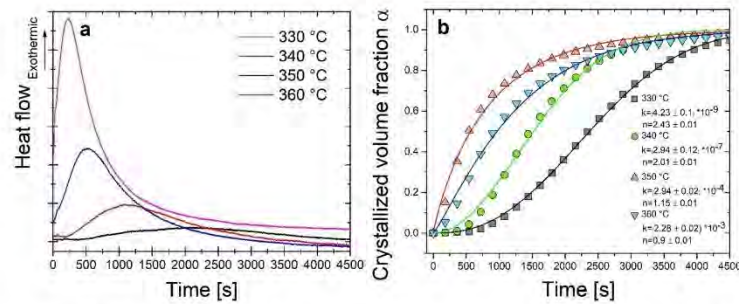 a
330 °C
340 °C
350 °C
360 °C
Heat flow Exothermic
0 500 1000 1500 2000 2500 3000 3500 4000 4500
Time [s]
b
Crystallized volume fraction α
1.0
0.8
0.6
0.4
0.2
0.0
330 °C
k=4.23 ± 0.1; *10-9
n=2.43 ± 0.01
340 °C
k=2.94 ± 0.12; *10-7
n=2.01 ± 0.01
350 °C
k=2.94 ± 0.02; *10-4
n=1.15 ± 0.01
360 °C
k=2.28 ± 0.02) *10-3
n=0.9 ± 0.01
0 500 1000 1500 2000 2500 3000 3500 4000 4500
Time [s]